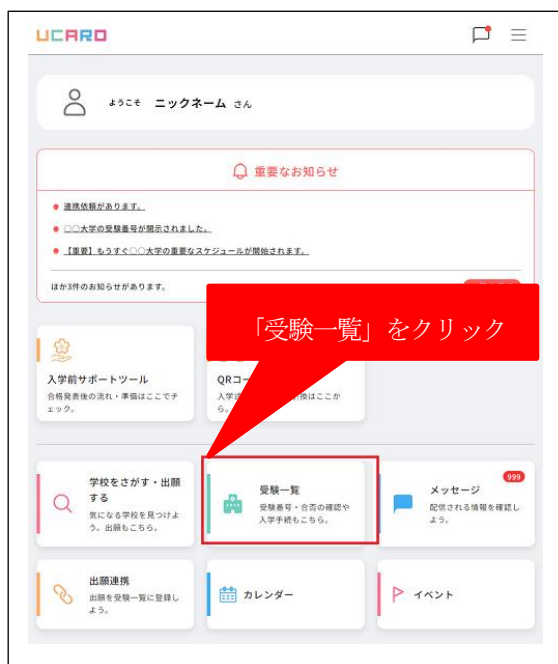 UCARO
ようこそ ニックネーム さん
重要なお知らせ
連携依頼があります。
〇〇大学の受験番号が開示されました。
【重要】もうすぐ〇〇大学の重要なスケジュールが開始されます。
ほか3件のお知らせがあります。
「受験一覧」をクリック
入学前サポートツール
合格発表後の流れ・準備はここでチ
ェック。
QRコー
入学
換はここか
ら。
学校をさがす・出願
する
気になる学校を見つけよ
う。出願もこちら。
受験一覧
受験番号・合否の確認や
入学手続もこちら。
999
メッセージ
配信される情報を確認し
よう。
出願連携
出願を受験一覧に登録し
よう。
カレンダー
イベント